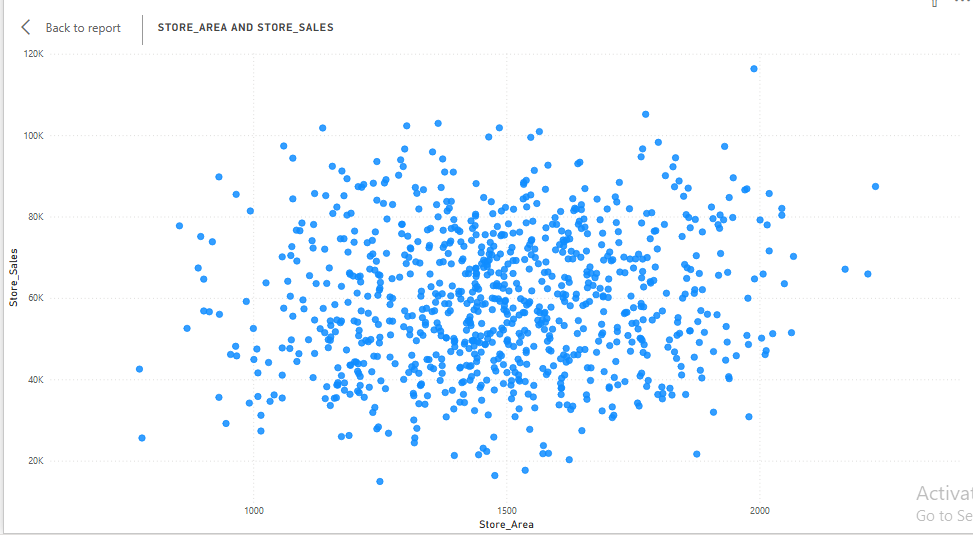 Back to report
STORE_AREA AND STORE_SALES
120K
100K
80K
60K
40K
20K
Store_Sales
1000
1500
2000
Store_Area
Activat
Go to Se